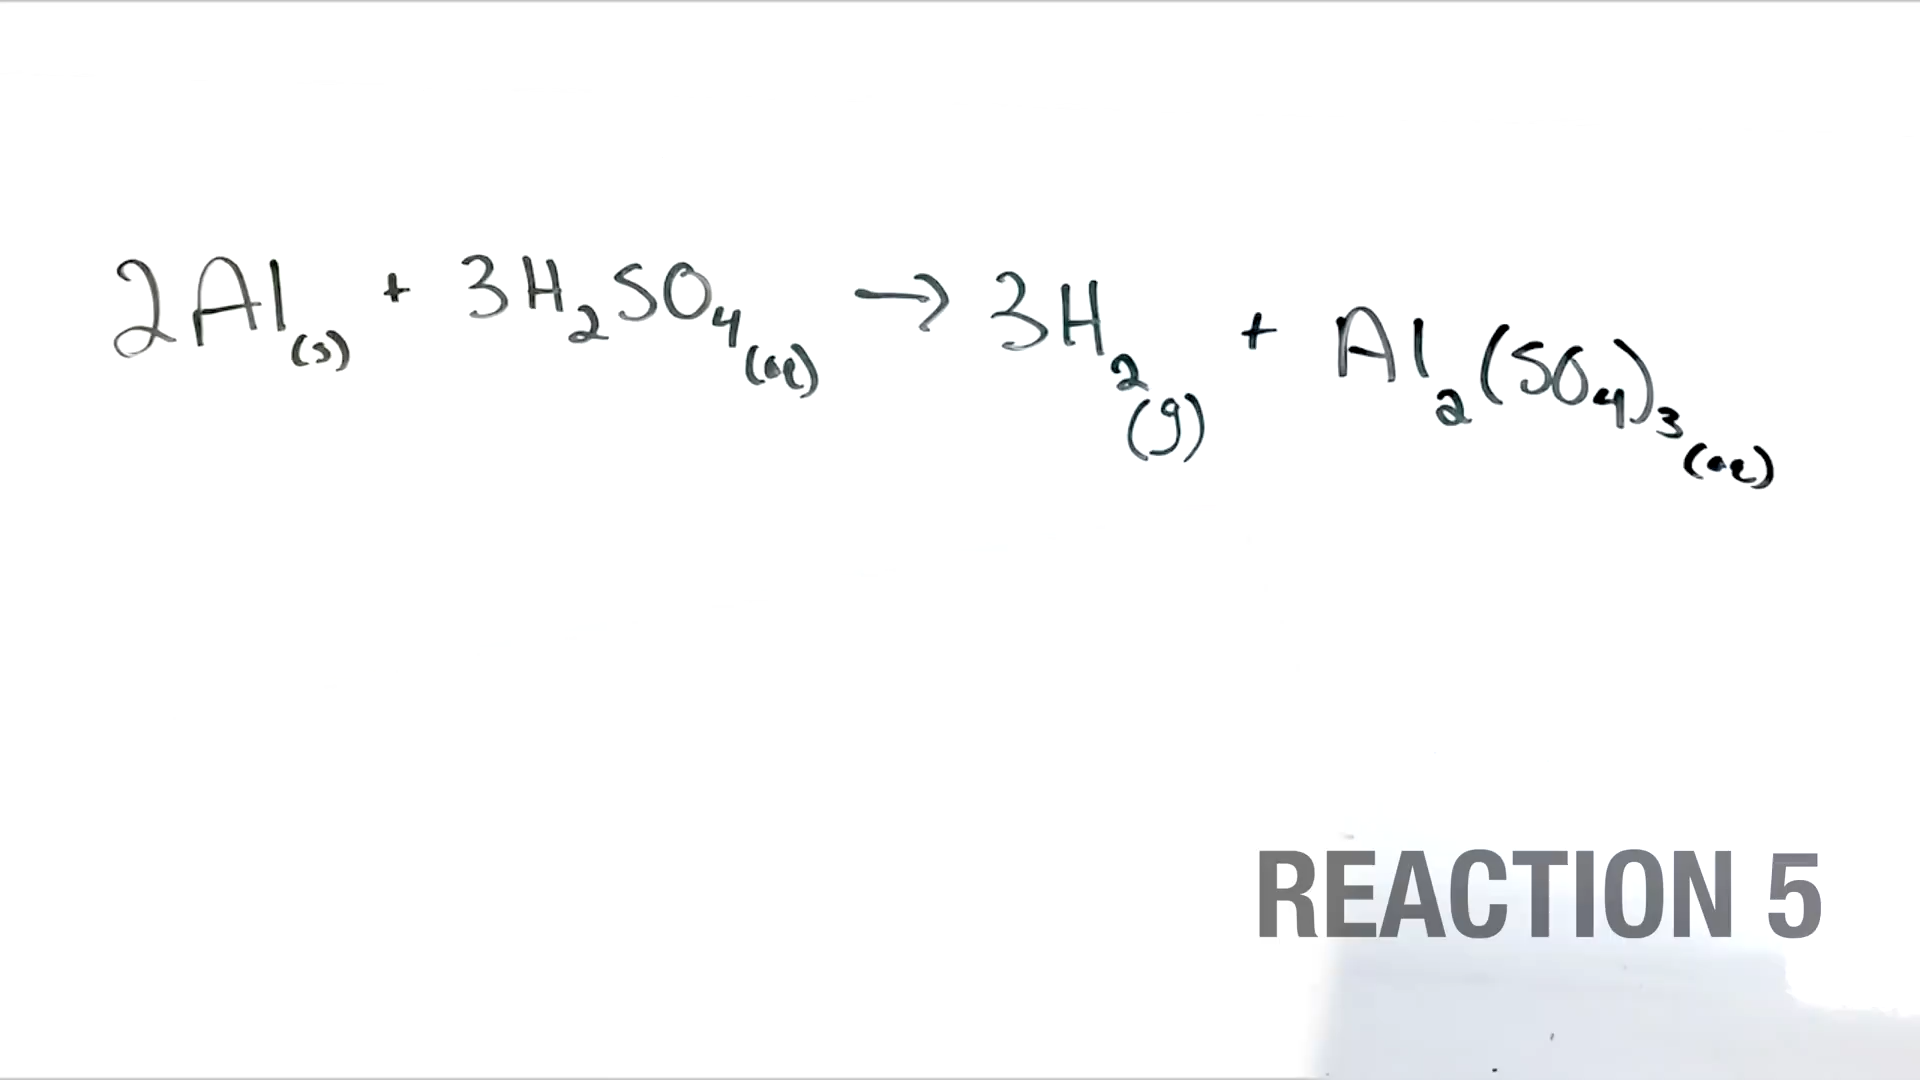 2Al(s) + 3H₂SO₄(aq) → 3H₂(g) + Al₂(SO₄)₃(aq)
REACTION 5